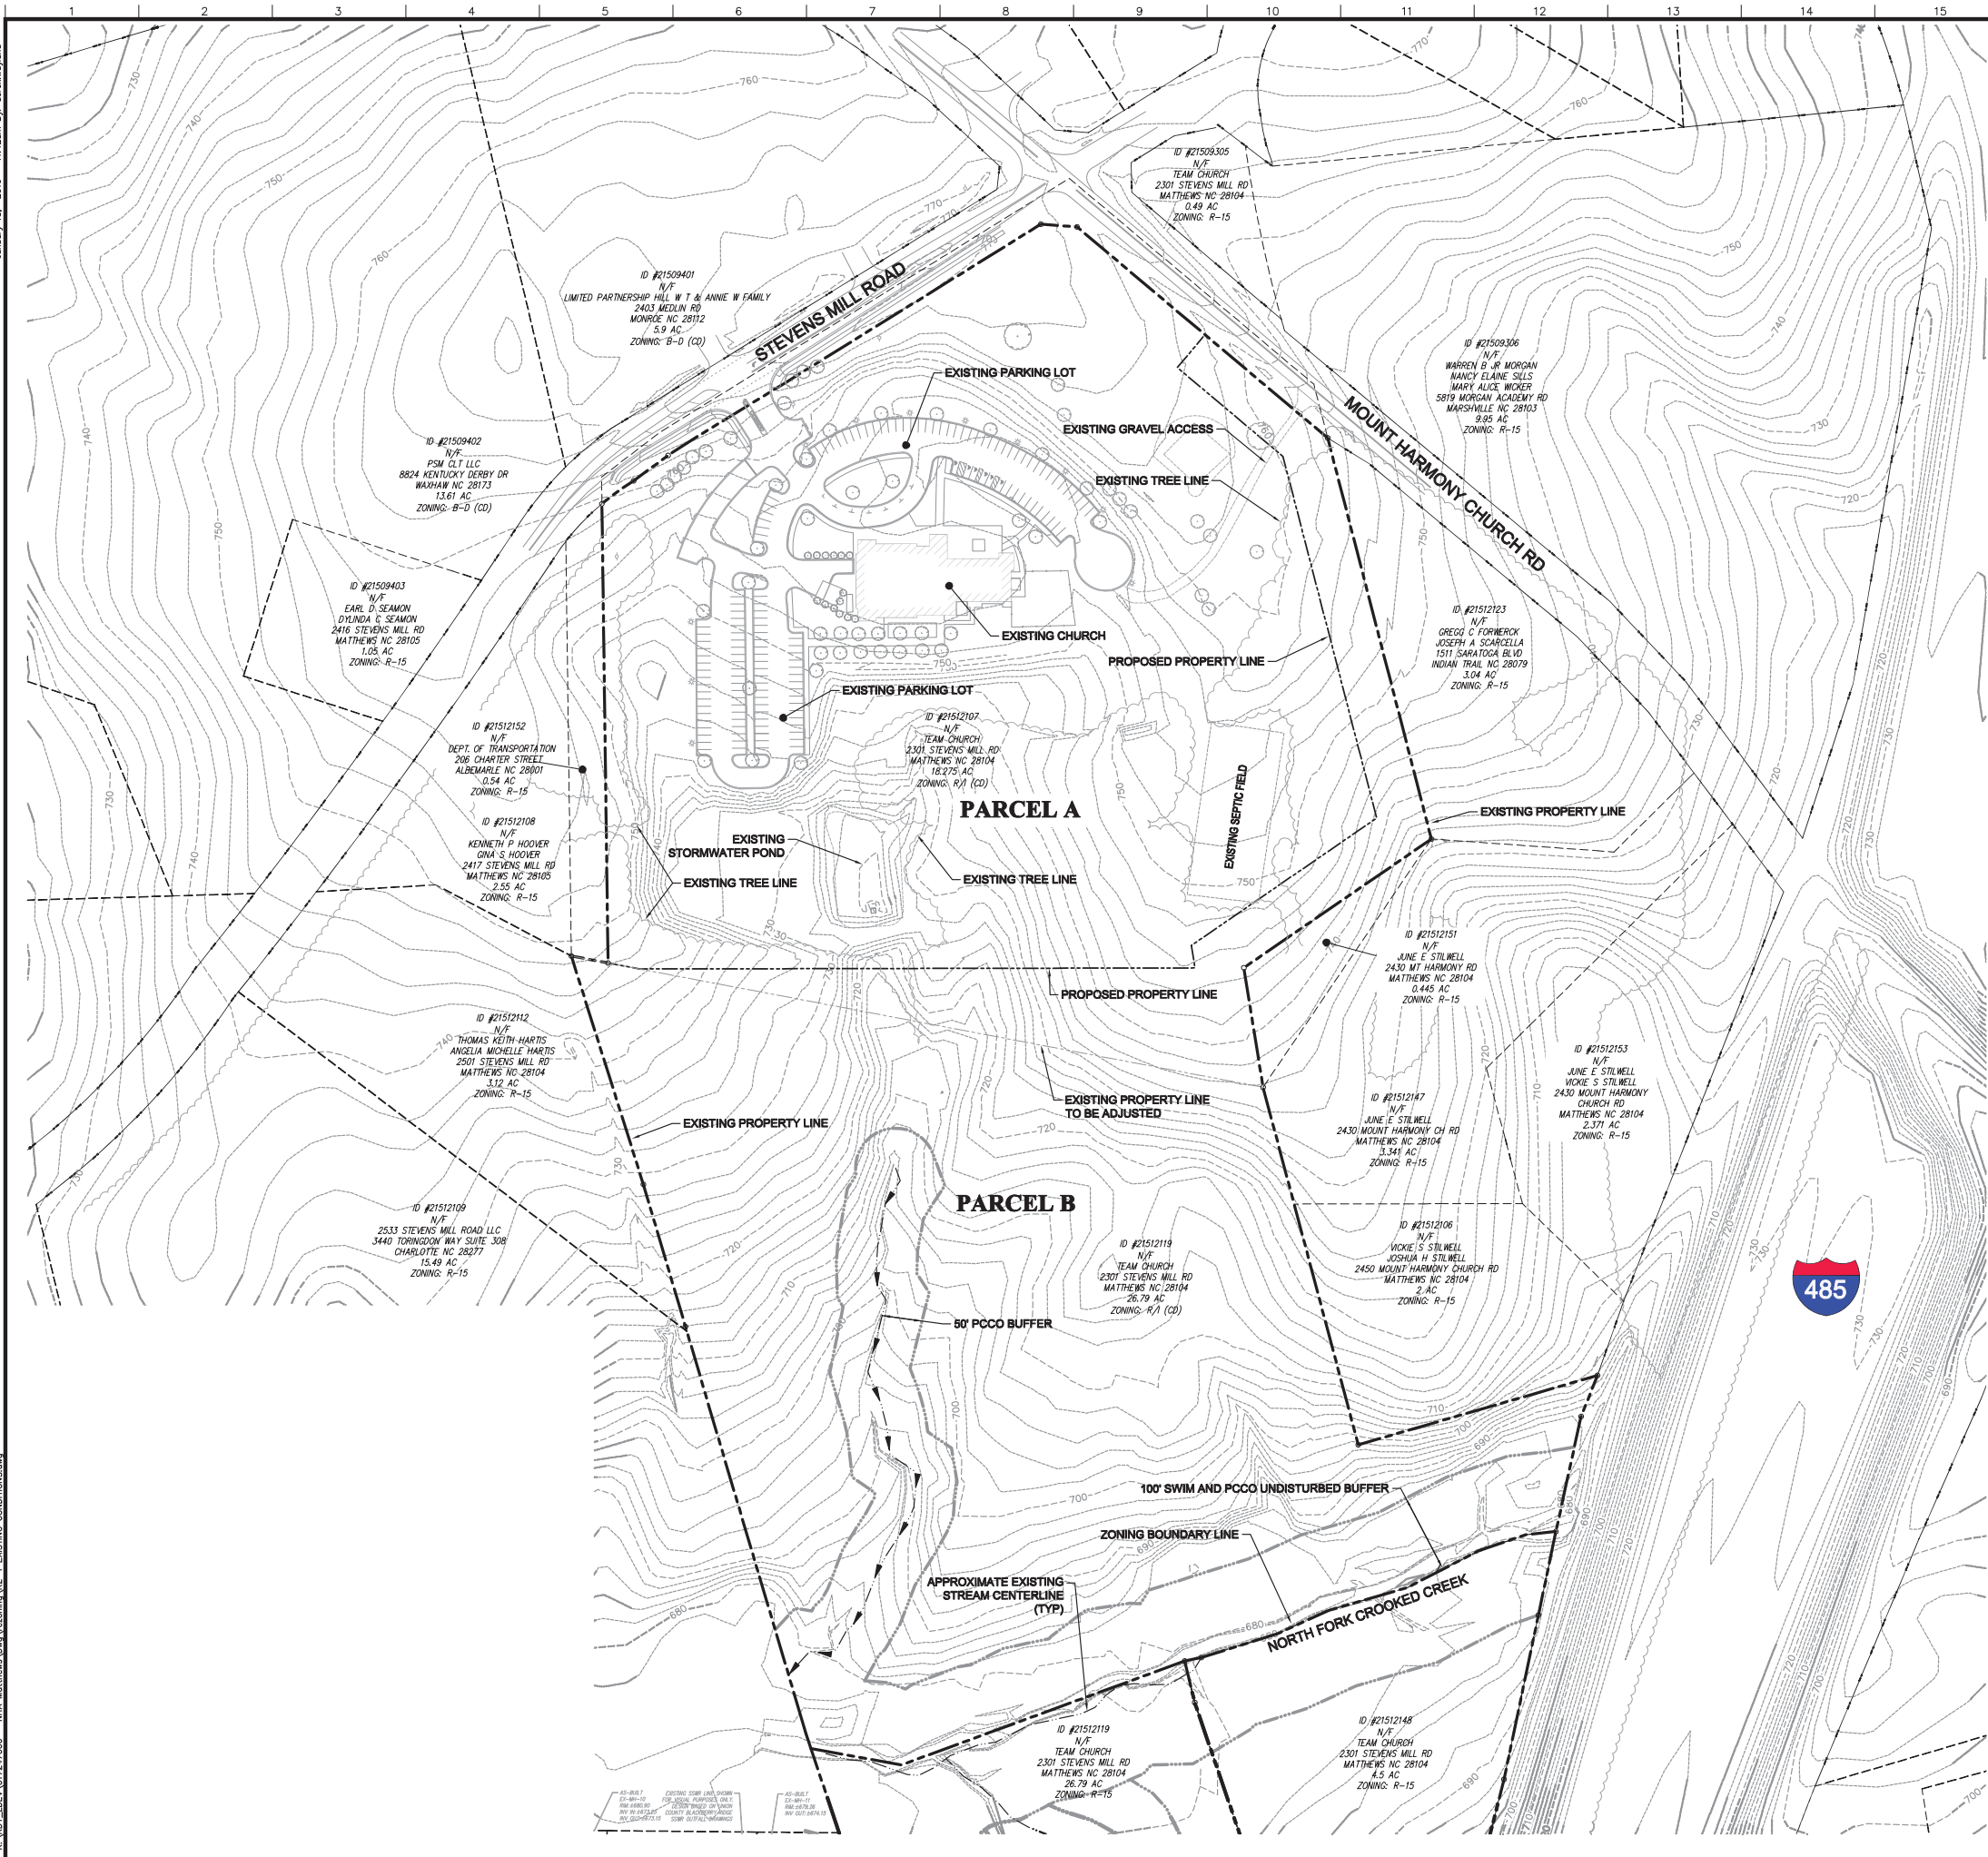 1 2 3 4 5 6 7 8 9 10 11 12 13 14 15
ID #21509305
N/F
TEAM CHURCH
2301 STEVENS MILL RD
MATTHEWS NC 28104
0.49 AC
ZONING: R-15
ID #21509401
N/F
LIMITED PARTNERSHIP HILL W T & ANNIE W FAMILY
2403 MEDLIN RD
MONROE NC 28112
5.9 AC
ZONING: B-D (CD)
STEVENS MILL ROAD
ID #21509306
N/F
WARREN B JR MORGAN
NANCY ELAINE SILLS
MARY ALICE WICKER
5819 MORGAN ACADEMY RD
MARSHVILLE NC 28103
9.95 AC
ZONING: R-15
MOUNT HARMONY CHURCH RD
EXISTING PARKING LOT
EXISTING GRAVEL ACCESS
EXISTING TREE LINE
ID #21509402
N/F
PSM CLT LLC
8824 KENTUCKY DERBY DR
WAXHAW NC 28173
13.61 AC
ZONING: B-D (CD)
ID #21509403
N/F
EARL D SEAMON
DYLINDA C SEAMON
2416 STEVENS MILL RD
MATTHEWS NC 28105
1.05 AC
ZONING: R-15
EXISTING CHURCH
PROPOSED PROPERTY LINE
ID #21512123
N/F
GREGG C FORWERCK
JOSEPH A SCARCELLA
1511 SARATOGA BLVD
INDIAN TRAIL NC 28079
3.04 AC
ZONING: R-15
EXISTING PARKING LOT
ID #21512152
N/F
DEPT. OF TRANSPORTATION
206 CHARTER STREET
ALBEMARLE NC 28001
0.54 AC
ZONING: R-15
ID #21512107
N/F
TEAM CHURCH
2301 STEVENS MILL RD
MATTHEWS NC 28104
18.275 AC
ZONING: R/I (CD)
PARCEL A
EXISTING SEPTIC FIELD
EXISTING PROPERTY LINE
ID #21512108
N/F
KENNETH P HOOVER
GINA S HOOVER
2417 STEVENS MILL RD
MATTHEWS NC 28105
2.55 AC
ZONING: R-15
EXISTING
STORMWATER POND
EXISTING TREE LINE
EXISTING TREE LINE
ID #21512151
N/F
JUNE E STILWELL
2430 MT HARMONY RD
MATTHEWS NC 28104
0.445 AC
ZONING: R-15
PROPOSED PROPERTY LINE
ID #21512112
N/F
THOMAS KEITH HARTIS
ANGELIA MICHELLE HARTIS
2501 STEVENS MILL RD
MATTHEWS NC 28104
3.12 AC
ZONING: R-15
ID #21512153
N/F
JUNE E STILWELL
VICKIE S STILWELL
2430 MOUNT HARMONY
CHURCH RD
MATTHEWS NC 28104
2.371 AC
ZONING: R-15
EXISTING PROPERTY LINE
TO BE ADJUSTED
EXISTING PROPERTY LINE
ID #21512147
N/F
JUNE E STILWELL
2430 MOUNT HARMONY CH RD
MATTHEWS NC 28104
3.341 AC
ZONING: R-15
PARCEL B
ID #21512109
N/F
2533 STEVENS MILL ROAD LLC
3440 TORINGDON WAY SUITE 308
CHARLOTTE NC 28277
15.49 AC
ZONING: R-15
ID #21512119
N/F
TEAM CHURCH
2301 STEVENS MILL RD
MATTHEWS NC 28104
26.79 AC
ZONING: R/I (CD)
ID #21512106
N/F
VICKIE S STILWELL
JOSHUA H STILWELL
2450 MOUNT HARMONY CHURCH RD
MATTHEWS NC 28104
2 AC
ZONING: R-15
485
50' PCCO BUFFER
100' SWIM AND PCCO UNDISTURBED BUFFER
ZONING BOUNDARY LINE
APPROXIMATE EXISTING
STREAM CENTERLINE
(TYP)
NORTH FORK CROOKED CREEK
ID #21512119
N/F
TEAM CHURCH
2301 STEVENS MILL RD
MATTHEWS NC 28104
26.79 AC
ZONING: R-15
ID #21512148
N/F
TEAM CHURCH
2301 STEVENS MILL RD
MATTHEWS NC 28104
4.5 AC
ZONING: R-15